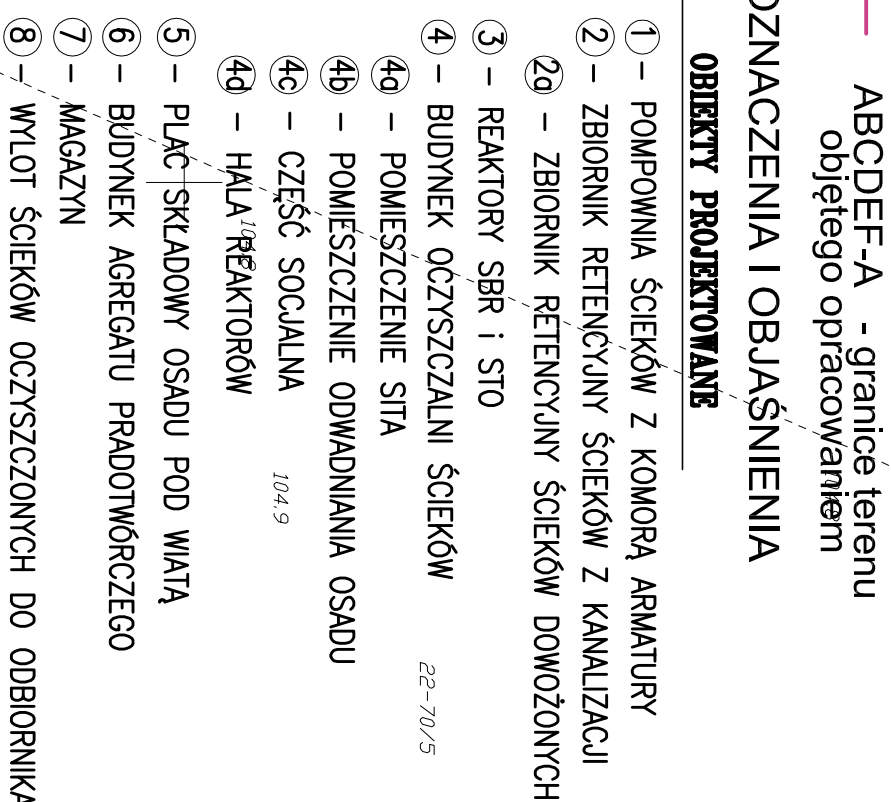 ABCDEF-A - granice terenu
objętego opracowaniem
OZNACZENIA I OBJAŚNIENIA
OBIEKTY PROJEKTOWANE
1 - POMPOWNIA ŚCIEKÓW Z KOMORĄ ARMATURY
2 - ZBIORNIK RETENCYJNY ŚCIEKÓW Z KANALIZACJI
2a - ZBIORNIK RETENCYJNY ŚCIEKÓW DOWOŻONYCH
3 - REAKTORY SBR i STO
4 - BUDYNEK OCZYSZCZALNI ŚCIEKÓW
22-70/5
4a - POMIESZCZENIE SITA
4b - POMIESZCZENIE ODWADNIANIA OSADU
4c - CZĘŚĆ SOCJALNA
104.9
4d - HALA REAKTORÓW
5 - PLAC SKŁADOWY OSADU POD WIATĄ
6 - BUDYNEK AGREGATU PRADOTWÓRCZEGO
7 - MAGAZYN
8 - WYLOT ŚCIEKÓW OCZYSZCZONYCH DO ODBIORNIKA